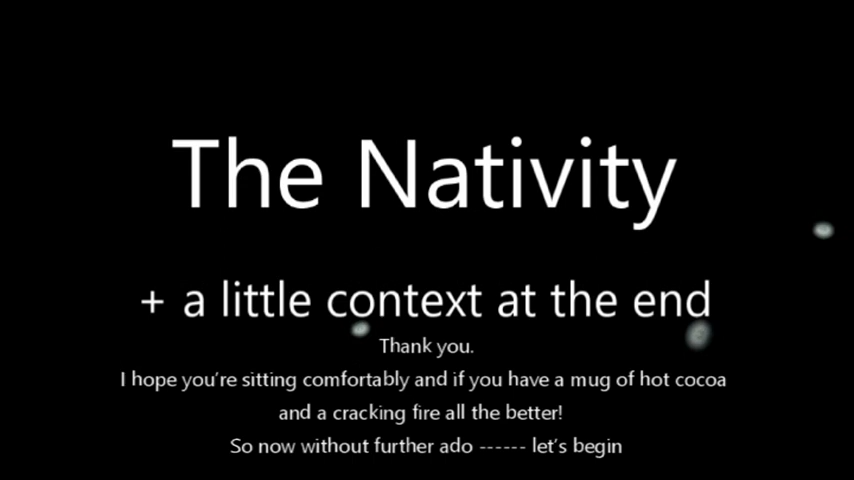 The Nativity
+ a little context at the end
Thank you.
I hope you're sitting comfortably and if you have a mug of hot cocoa
and a cracking fire all the better!
So now without further ado ------ let's begin